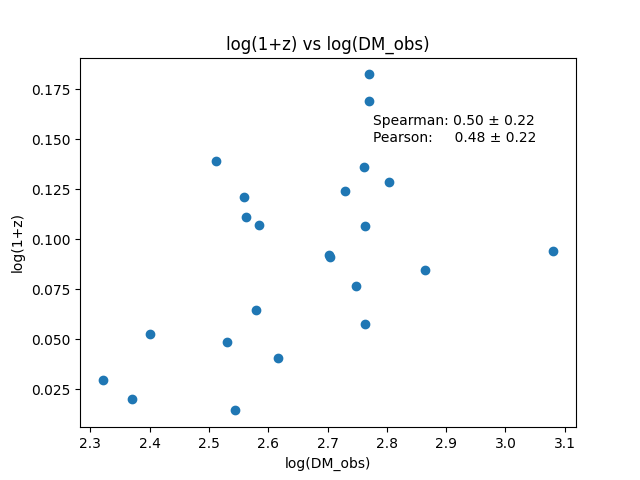 log(1+z) vs log(DM_obs)
0.175
Spearman: 0.50 ± 0.22
Pearson: 0.48 ± 0.22
0.150
0.125
log(1+z)
0.100
0.075
0.050
0.025
2.3 2.4 2.5 2.6 2.7 2.8 2.9 3.0 3.1
log(DM_obs)